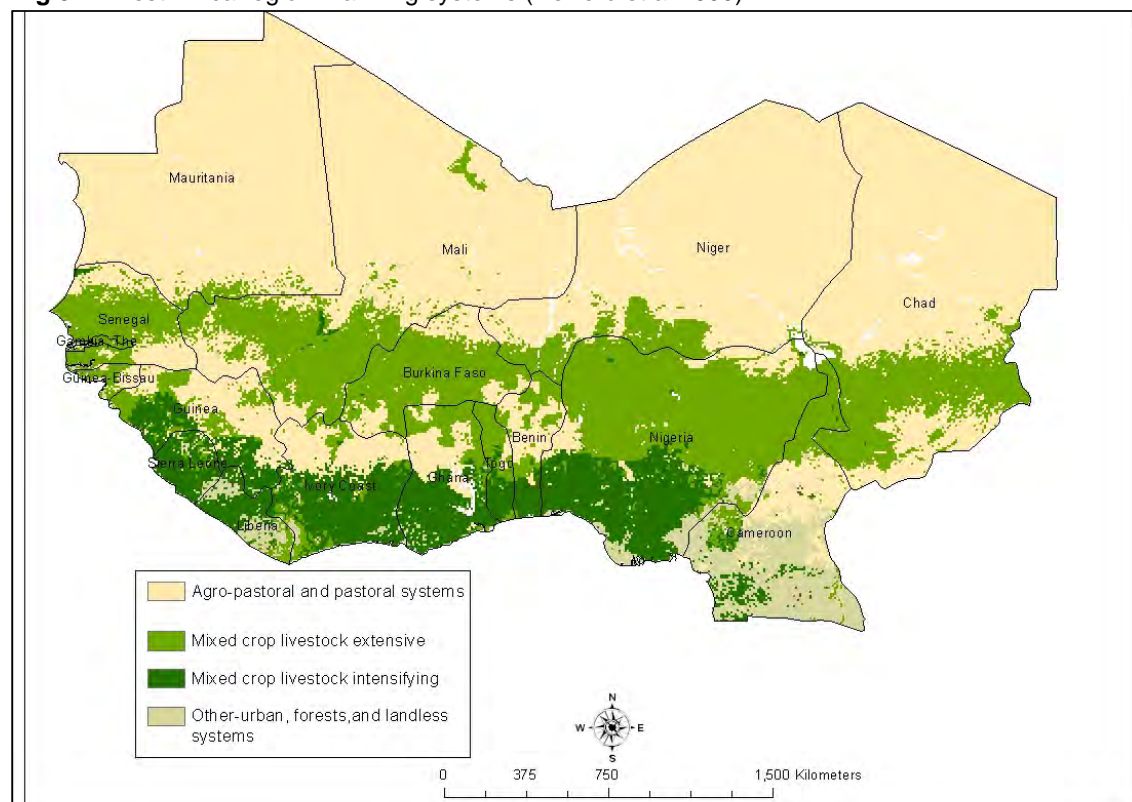 Mauritania
Mali
Niger
Chad
Senegal
Gambia, The
Guinea-Bissau
Burkina Faso
Guinea
Benin
Nigeria
Sierra Leone
Ivory Coast
Ghana
Togo
Liberia
Cameroon
Agro-pastoral and pastoral systems
Mixed crop livestock extensive
Mixed crop livestock intensifying
Other-urban, forests,and landless
systems
N
W E
S
0 375 750 1,500 Kilometers